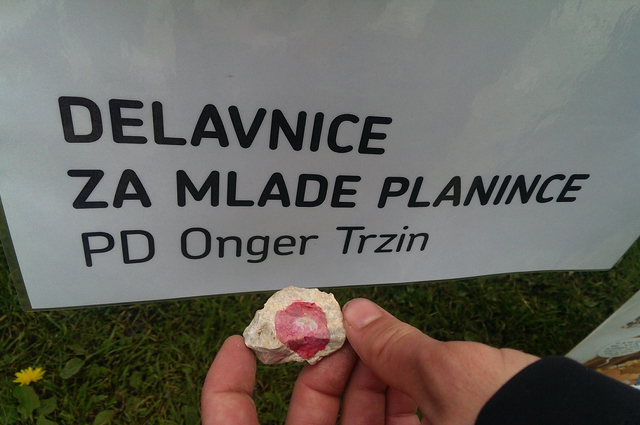 DELAVNICE
ZA MLADE PLANINCE
PD Onger Trzin